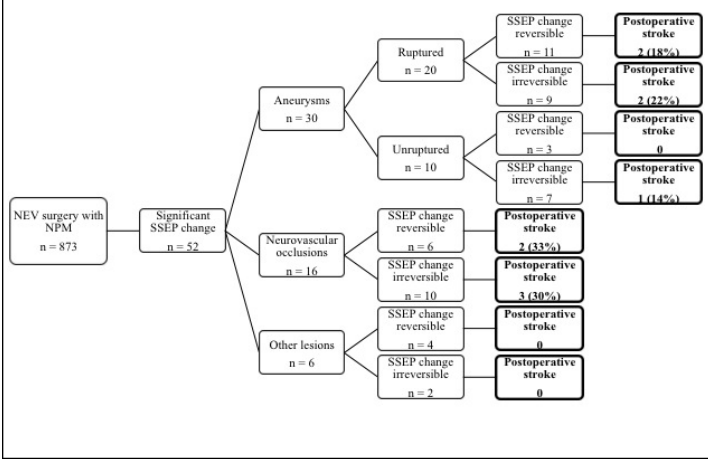 NEV surgery with
NPM
n = 873
Significant
SSEP change
n = 52
Aneurysms
n = 30
Ruptured
n = 20
SSEP change
reversible
n = 11
Postoperative
stroke
2 (18%)
SSEP change
irreversible
n = 9
Postoperative
stroke
2 (22%)
Unruptured
n = 10
SSEP change
reversible
n = 3
Postoperative
stroke
0
SSEP change
irreversible
n = 7
Postoperative
stroke
1 (14%)
Neurovascular
occlusions
n = 16
SSEP change
reversible
n = 6
Postoperative
stroke
2 (33%)
SSEP change
irreversible
n = 10
Postoperative
stroke
3 (30%)
Other lesions
n = 6
SSEP change
reversible
n = 4
Postoperative
stroke
0
SSEP change
irreversible
n = 2
Postoperative
stroke
0